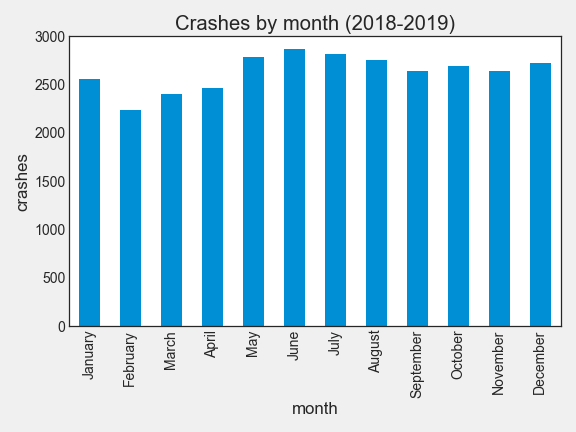 Crashes by month (2018-2019)
3000
2500
2000
1500
1000
500
0
crashes
January
February
March
April
May
June
July
August
September
October
November
December
month